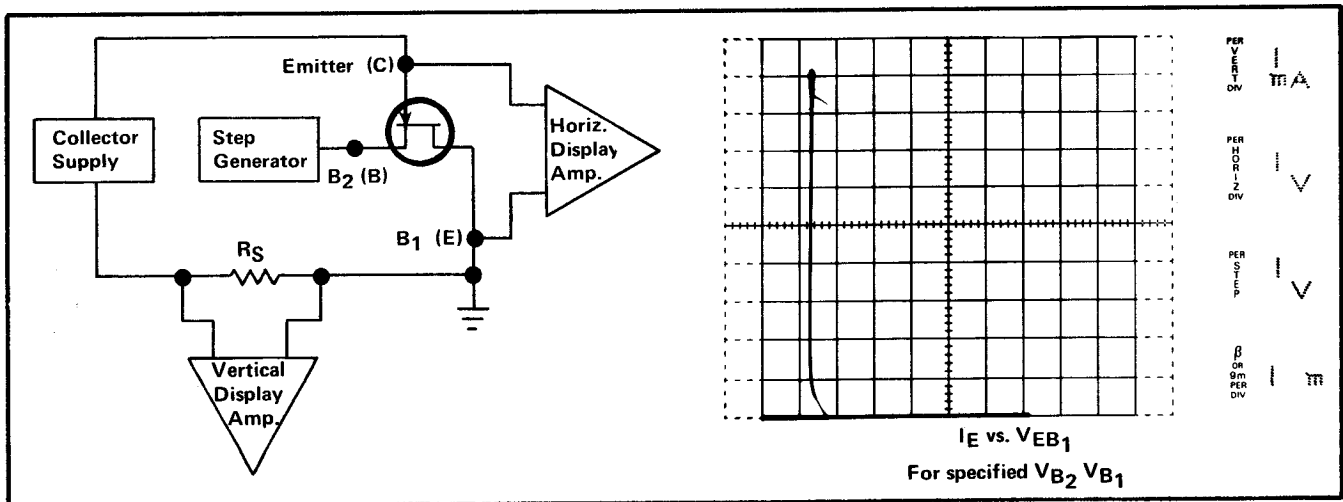 Emitter (C)
Collector
Supply
Step
Generator
B2 (B)
Horiz.
Display
Amp.
B1 (E)
RS
Vertical
Display
Amp.
PER
VERT
DIV
1
mA
PER
HORIZ
DIV
1
V
PER
STEP
1
V
β
OR
gm
PER
DIV
1 m
IE vs. VEB1
For specified VB2 VB1